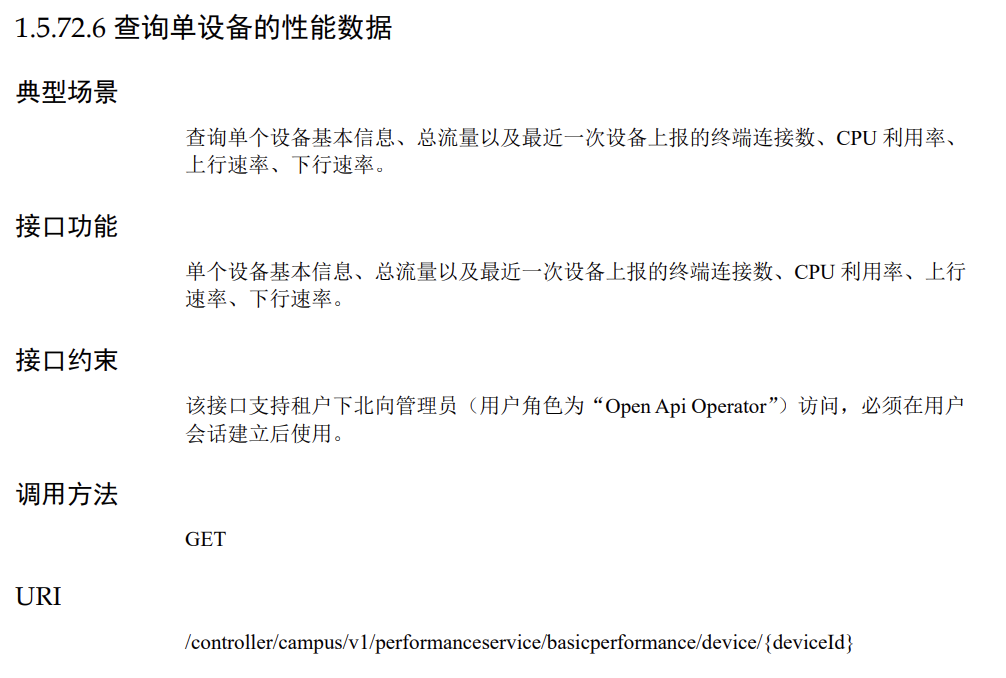 1.5.72.6 查询单设备的性能数据
典型场景
查询单个设备基本信息、总流量以及最近一次设备上报的终端连接数、CPU 利用率、
上行速率、下行速率。
接口功能
单个设备基本信息、总流量以及最近一次设备上报的终端连接数、CPU 利用率、上行
速率、下行速率。
接口约束
该接口支持租户下北向管理员（用户角色为“Open Api Operator”）访问，必须在用户
会话建立后使用。
调用方法
GET
URI
/controller/campus/v1/performanceservice/basicperformance/device/{deviceId}